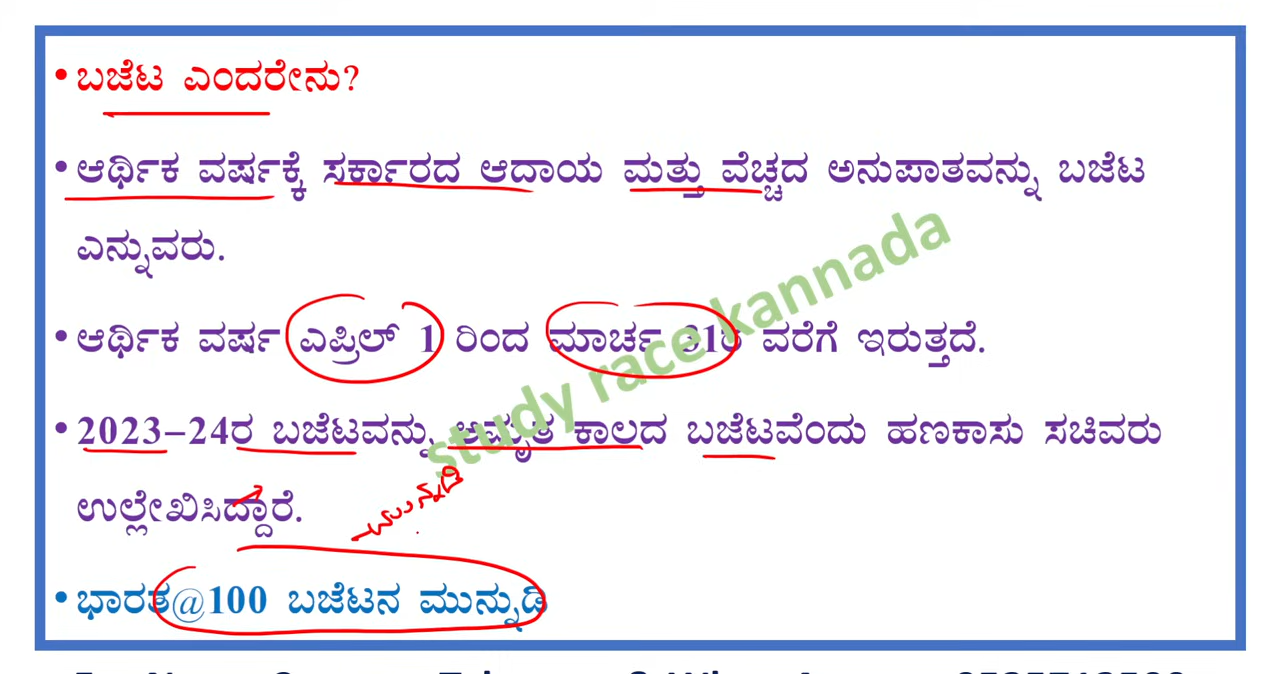 • ಬಜೆಟ ಎಂದರೇನು?
• ಆರ್ಥಿಕ ವರ್ಷಕ್ಕೆ ಸರ್ಕಾರದ ಆದಾಯ ಮತ್ತು ವೆಚ್ಚದ ಅನುಪಾತವನ್ನು ಬಜೆಟ
ಎನ್ನುವರು.
• ಆರ್ಥಿಕ ವರ್ಷ ಎಪ್ರಿಲ್ 1 ರಿಂದ ಮಾರ್ಚ 31ರ ವರೆಗೆ ಇರುತ್ತದೆ.
• 2023-24ರ ಬಜೆಟವನ್ನು ಅಮೃತ ಕಾಲದ ಬಜೆಟವೆಂದು ಹಣಕಾಸು ಸಚಿವರು
ಉಲ್ಲೇಖಿಸಿದ್ದಾರೆ.
ಮುನ್ನುಡಿ
• ಭಾರತ@100 ಬಜೆಟನ ಮುನ್ನುಡಿ
study race kannada